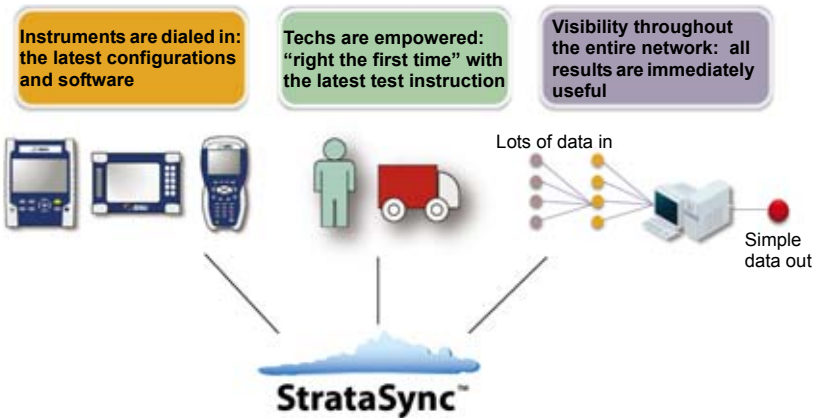 Instruments are dialed in:
the latest configurations
and software
Techs are empowered:
“right the first time” with
the latest test instruction
Visibility throughout
the entire network: all
results are immediately
useful
Lots of data in
Simple
data out
StrataSync™